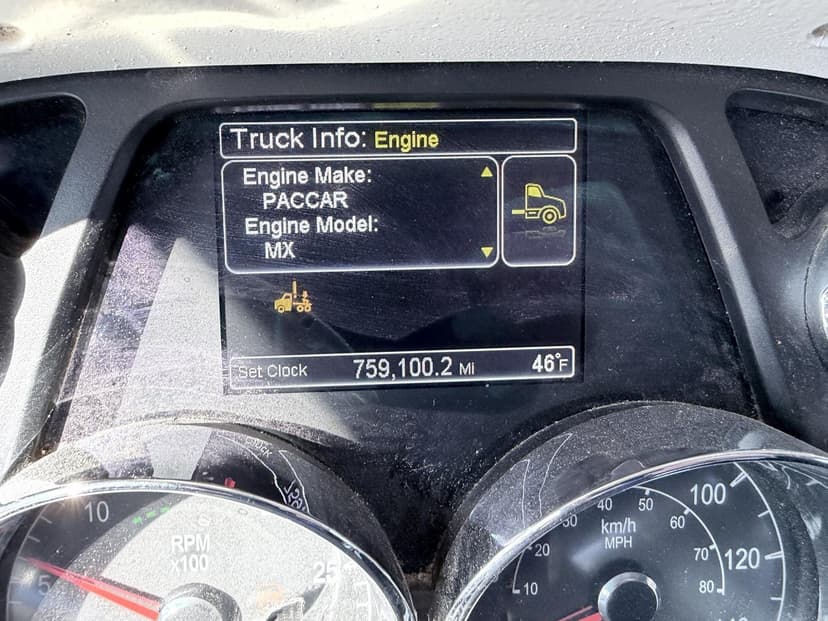 Truck Info: Engine
Engine Make:
PACCAR
Engine Model:
MX
Set Clock 759,100.2 Mi 46°F
10
5
RPM
x100
25
km/h
MPH
10
20
30
40
50
60
70
80
100
120